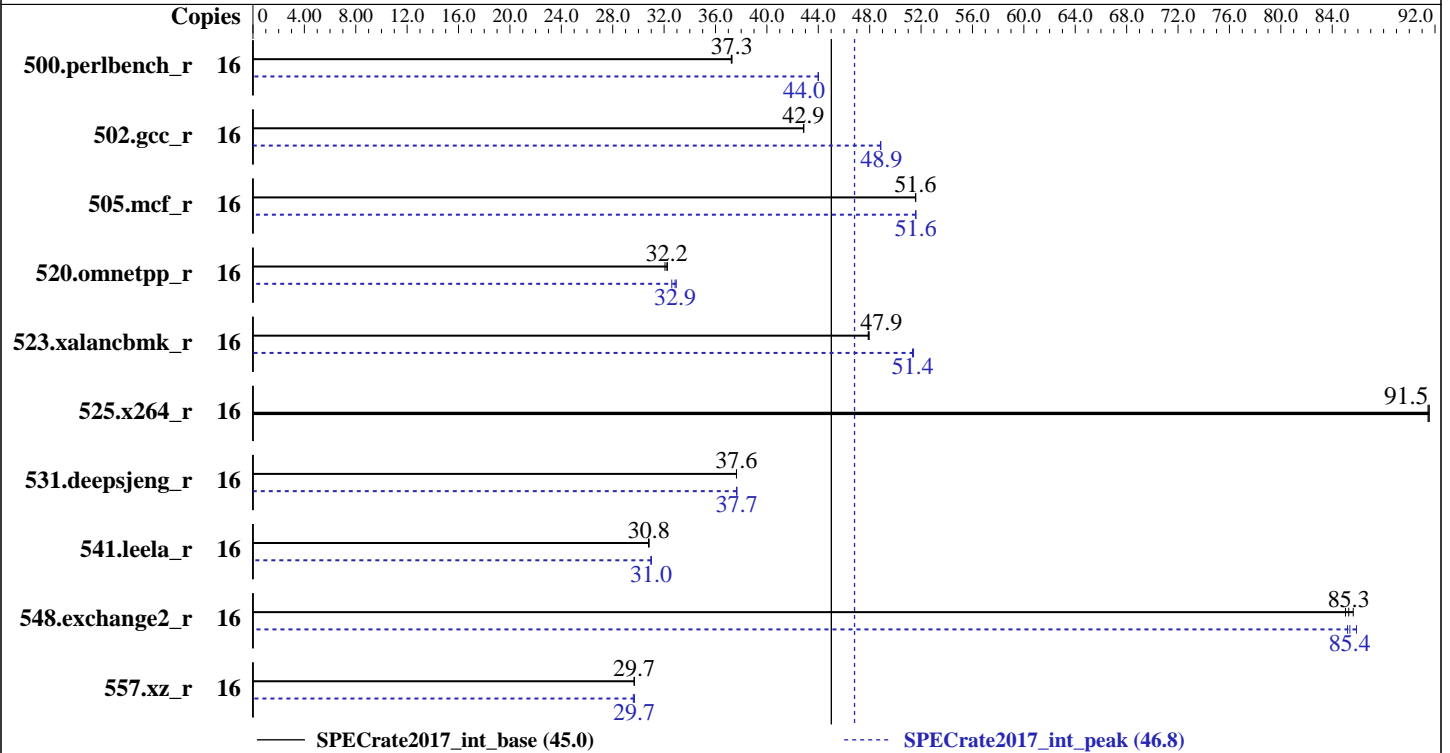 Copies 0 4.00 8.00 12.0 16.0 20.0 24.0 28.0 32.0 36.0 40.0 44.0 48.0 52.0 56.0 60.0 64.0 68.0 72.0 76.0 80.0 84.0 92.0
37.3
500.perlbench_r 16
44.0
42.9
502.gcc_r 16
48.9
51.6
505.mcf_r 16
51.6
32.2
520.omnetpp_r 16
32.9
47.9
523.xalancbmk_r 16
51.4
91.5
525.x264_r 16
37.6
531.deepsjeng_r 16
37.7
30.8
541.leela_r 16
31.0
85.3
548.exchange2_r 16
85.4
29.7
557.xz_r 16
29.7
SPECrate2017_int_base (45.0) SPECrate2017_int_peak (46.8)